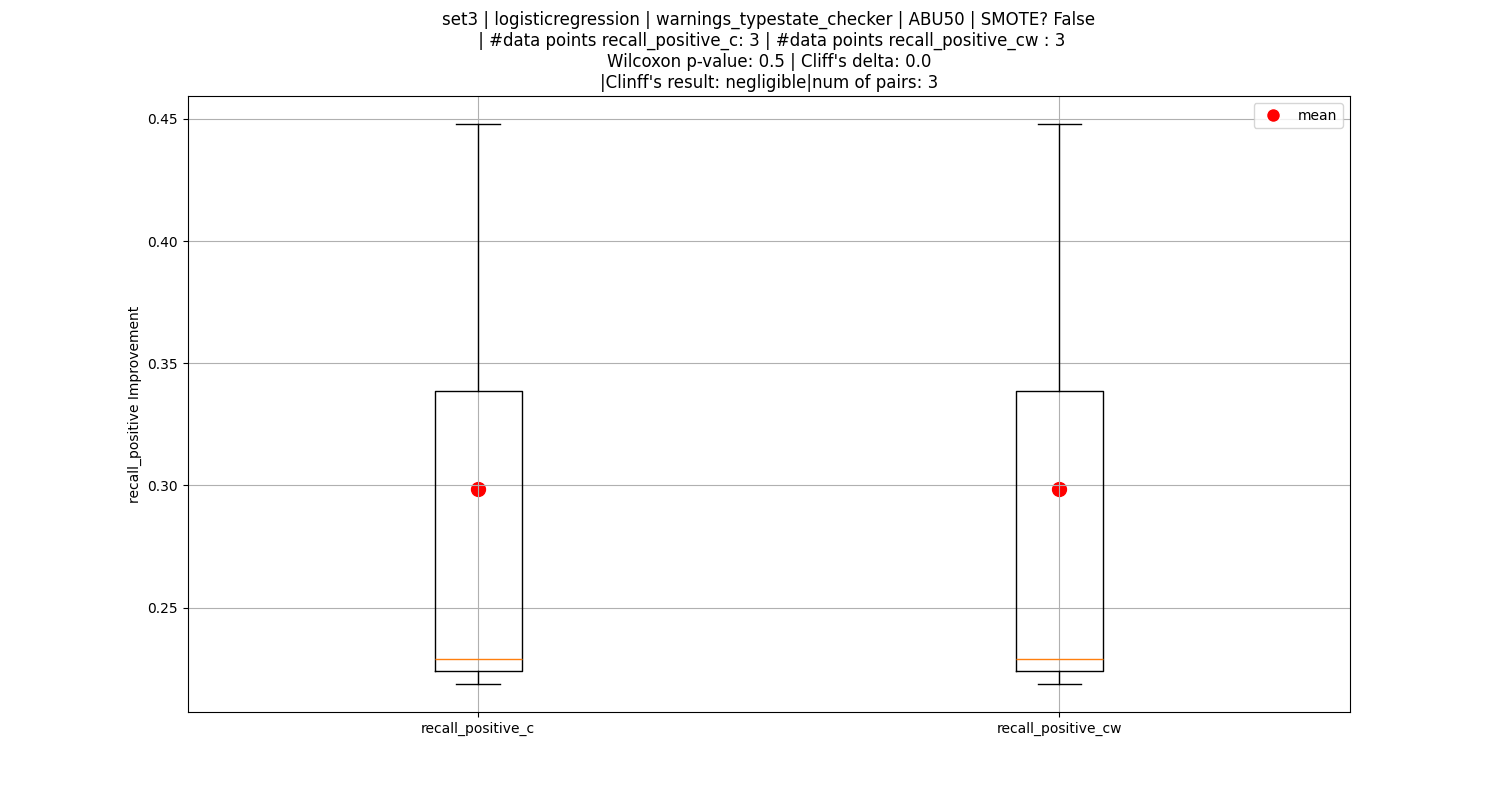 set3 | logisticregression | warnings_typestate_checker | ABU50 | SMOTE? False
| #data points recall_positive_c: 3 | #data points recall_positive_cw : 3
Wilcoxon p-value: 0.5 | Cliff's delta: 0.0
|Clinff's result: negligible|num of pairs: 3
mean
0.45
0.40
0.35
0.30
0.25
recall_positive Improvement
recall_positive_c
recall_positive_cw